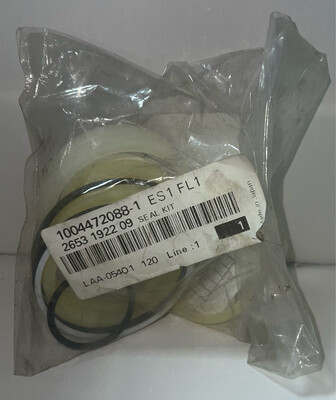 1004472088-1 ES1 FL1
2653 1922 09 SEAL KIT
LAA-05401 120 Line:1
1